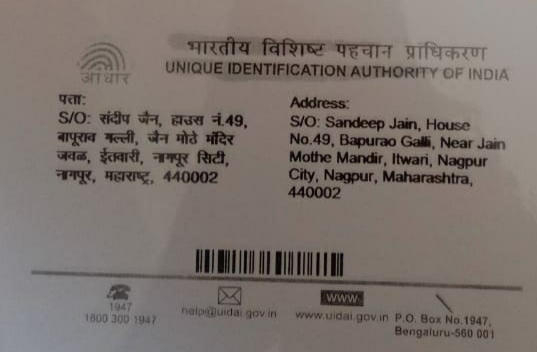 भारतीय विशिष्ट पहचान प्राधिकरण
UNIQUE IDENTIFICATION AUTHORITY OF INDIA
आधार
पता:
S/O: संदीप जैन, हाउस नं.49,
बापूराव गल्ली, जैन मोठे मंदिर
जवळ, ईतवारी, नागपूर सिटी,
नागपूर, महाराष्ट्र, 440002
Address:
S/O: Sandeep Jain, House
No.49, Bapurao Galli, Near Jain
Mothe Mandir, Itwari, Nagpur
City, Nagpur, Maharashtra,
440002
1947
1800 300 1947
help@uidai.gov.in
WWW
www.uidai.gov.in
P.O. Box No.1947,
Bengaluru-560 001